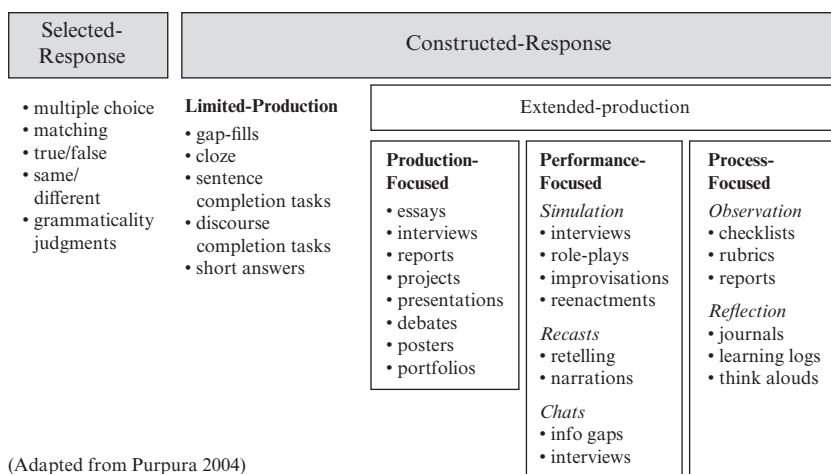 Selected-
Response
Constructed-Response
• multiple choice
• matching
• true/false
• same/
different
• grammaticality
judgments
Limited-Production
• gap-fills
• cloze
• sentence
completion tasks
• discourse
completion tasks
• short answers
Extended-production
Production-
Focused
• essays
• interviews
• reports
• projects
• presentations
• debates
• posters
• portfolios
Performance-
Focused
Simulation
• interviews
• role-plays
• improvisations
• reenactments
Recasts
• retelling
• narrations
Chats
• info gaps
• interviews
Process-
Focused
Observation
• checklists
• rubrics
• reports
Reflection
• journals
• learning logs
• think alouds
(Adapted from Purpura 2004)